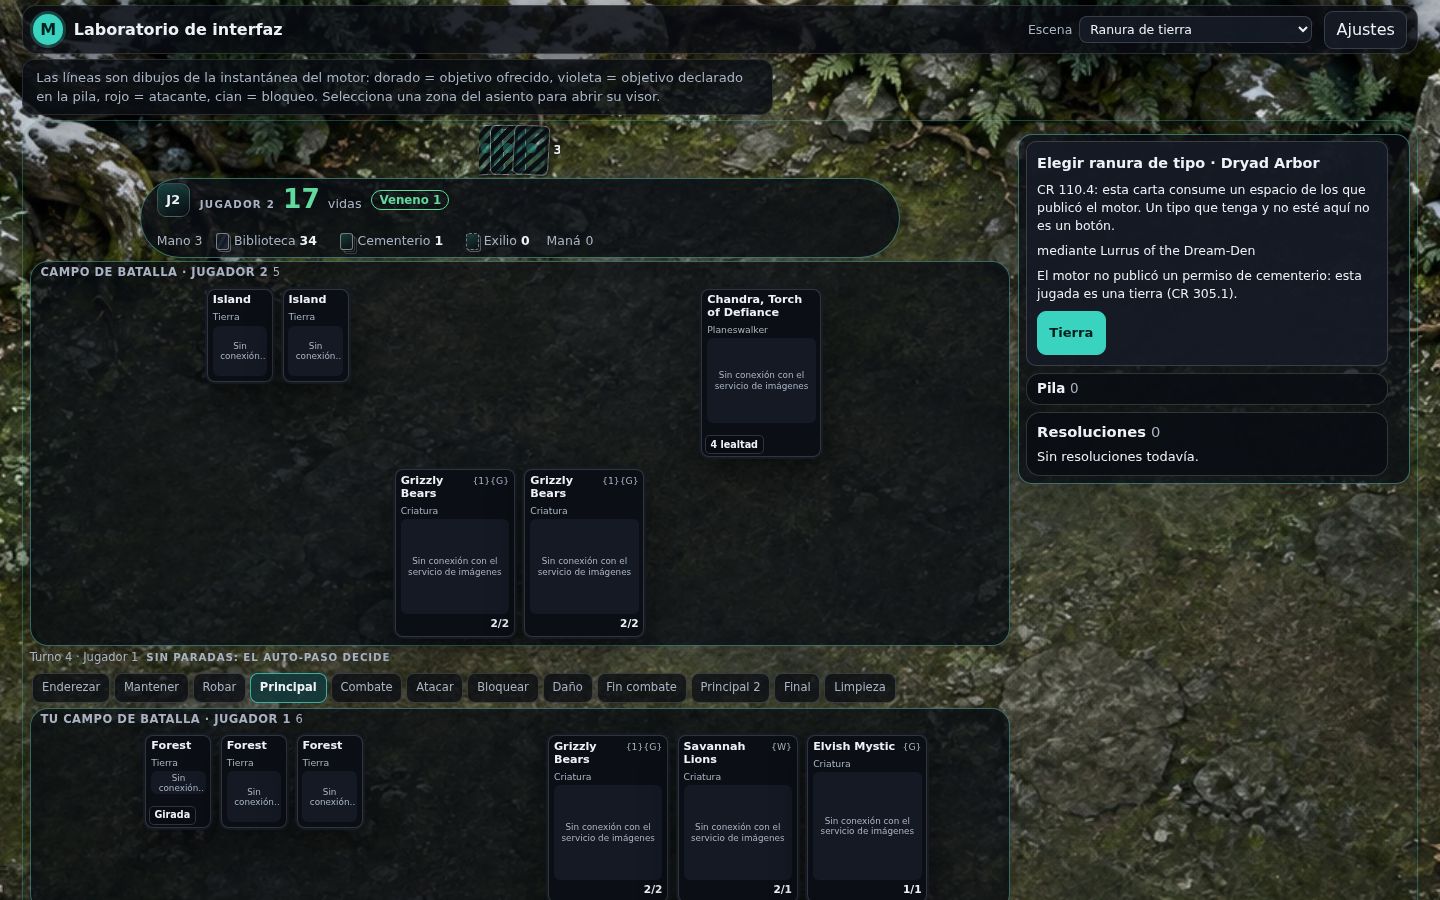 M Laboratorio de interfaz
Escena Ranura de tierra Ajustes
Las líneas son dibujos de la instantánea del motor: dorado = objetivo ofrecido, violeta = objetivo declarado
en la pila, rojo = atacante, cian = bloqueo. Selecciona una zona del asiento para abrir su visor.
3
J2 JUGADOR 2 17 vidas Veneno 1
Mano 3 Biblioteca 34 Cementerio 1 Exilio 0 Maná 0
CAMPO DE BATALLA · JUGADOR 2 5
Island
Tierra
Sin
conexión..
Island
Tierra
Sin
conexión..
Chandra, Torch
of Defiance
Planeswalker
Sin conexión con el
servicio de imágenes
4 lealtad
Grizzly
Bears
{1}{G}
Criatura
Sin conexión con el
servicio de imágenes
2/2
Grizzly
Bears
{1}{G}
Criatura
Sin conexión con el
servicio de imágenes
2/2
Turno 4 · Jugador 1 SIN PARADAS: EL AUTO-PASO DECIDE
Enderezar Mantener Robar Principal Combate Atacar Bloquear Daño Fin combate Principal 2 Final Limpieza
TU CAMPO DE BATALLA · JUGADOR 1 6
Forest
Tierra
Sin
conexión..
Girada
Forest
Tierra
Sin
conexión..
Forest
Tierra
Sin
conexión..
Grizzly
Bears
{1}{G}
Criatura
Sin conexión con el
servicio de imágenes
2/2
Savannah
Lions
{W}
Criatura
Sin conexión con el
servicio de imágenes
2/1
Elvish Mystic {G}
Criatura
Sin conexión con el
servicio de imágenes
1/1
Elegir ranura de tipo · Dryad Arbor
CR 110.4: esta carta consume un espacio de los que
publicó el motor. Un tipo que tenga y no esté aquí no
es un botón.
mediante Lurrus of the Dream-Den
El motor no publicó un permiso de cementerio: esta
jugada es una tierra (CR 305.1).
Tierra
Pila 0
Resoluciones 0
Sin resoluciones todavía.